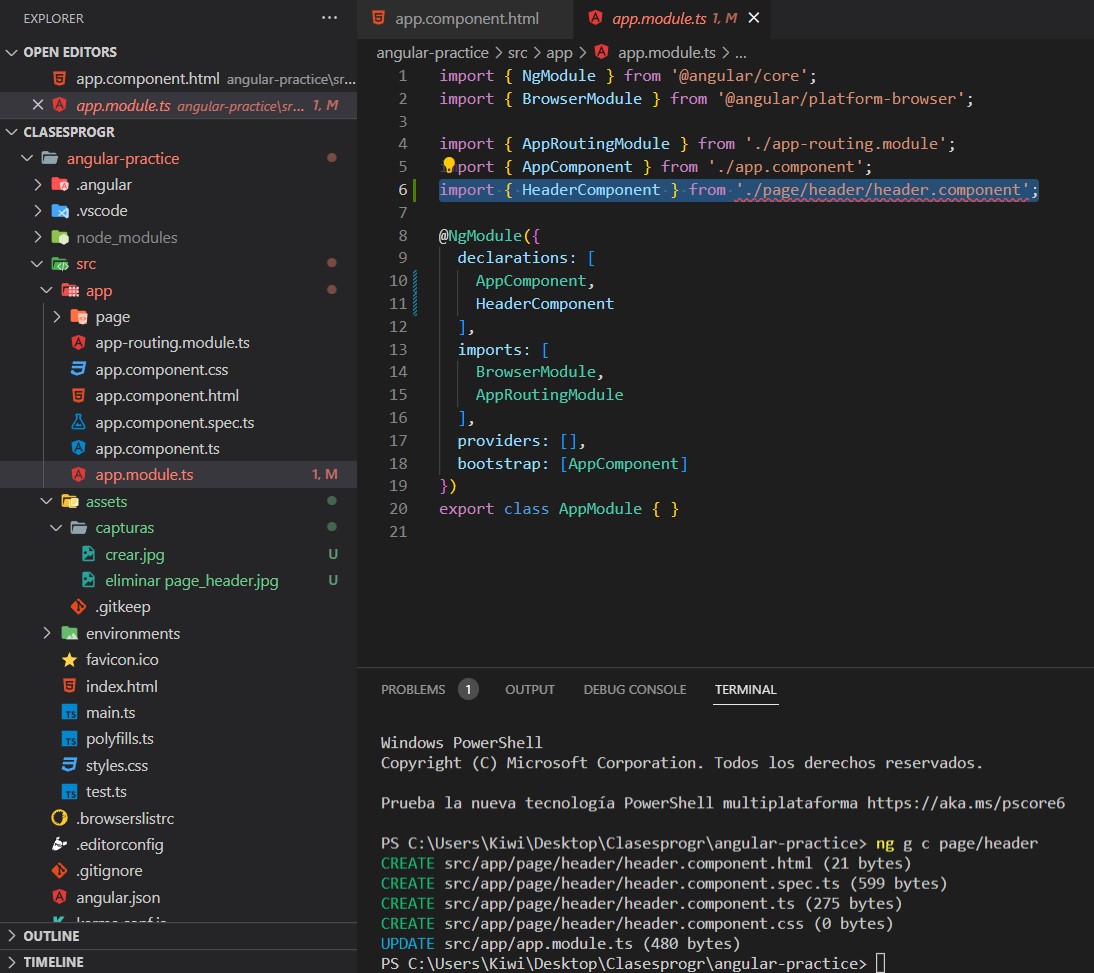 EXPLORER
OPEN EDITORS
app.component.html angular-practice\sr...
app.module.ts angular-practice\sr... 1, M
CLASESPROGR
angular-practice
.angular
.vscode
node_modules
src
app
page
app-routing.module.ts
app.component.css
app.component.html
app.component.spec.ts
app.component.ts
app.module.ts 1, M
assets
capturas
crear.jpg U
eliminar page_header.jpg U
.gitkeep
environments
favicon.ico
index.html
main.ts
polyfills.ts
styles.css
test.ts
.browserslistrc
.editorconfig
.gitignore
angular.json
OUTLINE
TIMELINE
app.component.html
app.module.ts 1, M
angular-practice > src > app > app.module.ts > ...
1 import { NgModule } from '@angular/core';
2 import { BrowserModule } from '@angular/platform-browser';
3
4 import { AppRoutingModule } from './app-routing.module';
5 port { AppComponent } from './app.component';
6 import { HeaderComponent } from './page/header/header.component';
7
8 @NgModule({
9 declarations: [
10 AppComponent,
11 HeaderComponent
12 ],
13 imports: [
14 BrowserModule,
15 AppRoutingModule
16 ],
17 providers: [],
18 bootstrap: [AppComponent]
19 })
20 export class AppModule { }
21
PROBLEMS 1 OUTPUT DEBUG CONSOLE TERMINAL
Windows PowerShell
Copyright (C) Microsoft Corporation. Todos los derechos reservados.
Prueba la nueva tecnología PowerShell multiplataforma https://aka.ms/pscore6
PS C:\Users\Kiwi\Desktop\Clasesprogr\angular-practice> ng g c page/header
CREATE src/app/page/header/header.component.html (21 bytes)
CREATE src/app/page/header/header.component.spec.ts (599 bytes)
CREATE src/app/page/header/header.component.ts (275 bytes)
CREATE src/app/page/header/header.component.css (0 bytes)
UPDATE src/app/app.module.ts (480 bytes)
PS C:\Users\Kiwi\Desktop\Clasesprogr\angular-practice>